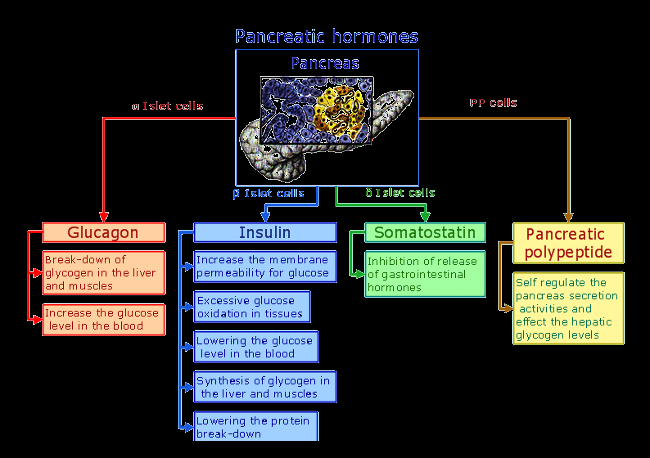 Pancreatic hormones
Pancreas
α Islet cells
PP cells
β Islet cells
δ Islet cells
Glucagon
Break-down of
glycogen in the liver
and muscles
Increase the glucose
level in the blood
Insulin
Increase the membrane
permeability for glucose
Excessive glucose
oxidation in tissues
Lowering the glucose
level in the blood
Synthesis of glycogen in
the liver and muscles
Lowering the protein
break-down
Somatostatin
Inhibition of release
of gastrointestinal
hormones
Pancreatic
polypeptide
Self regulate the
pancreas secretion
activities and
effect the hepatic
glycogen levels